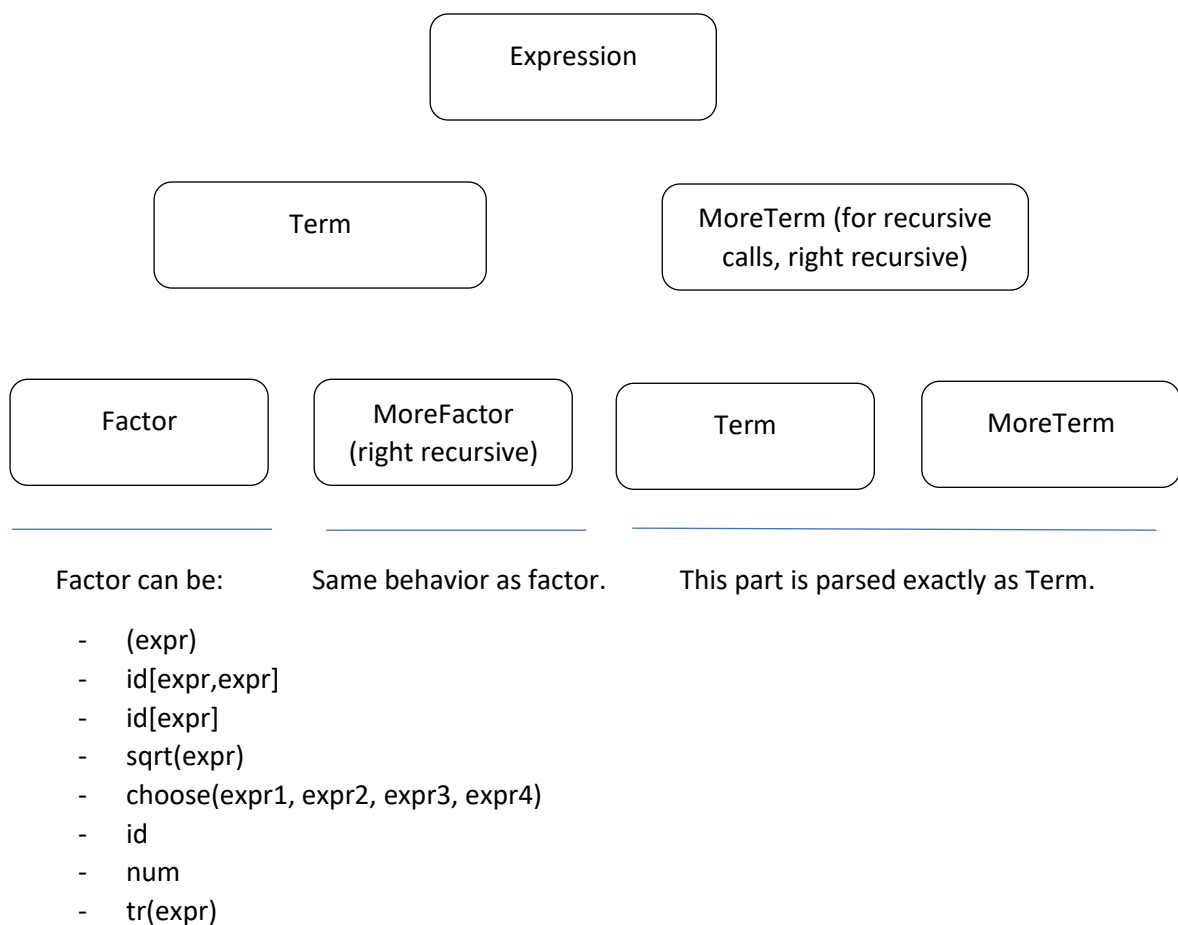 Expression
Term
MoreTerm (for recursive
calls, right recursive)
Factor
MoreFactor
(right recursive)
Term
MoreTerm
Factor can be:
Same behavior as factor.
This part is parsed exactly as Term.
- (expr)
- id[expr,expr]
- id[expr]
- sqrt(expr)
- choose(expr1, expr2, expr3, expr4)
- id
- num
- tr(expr)